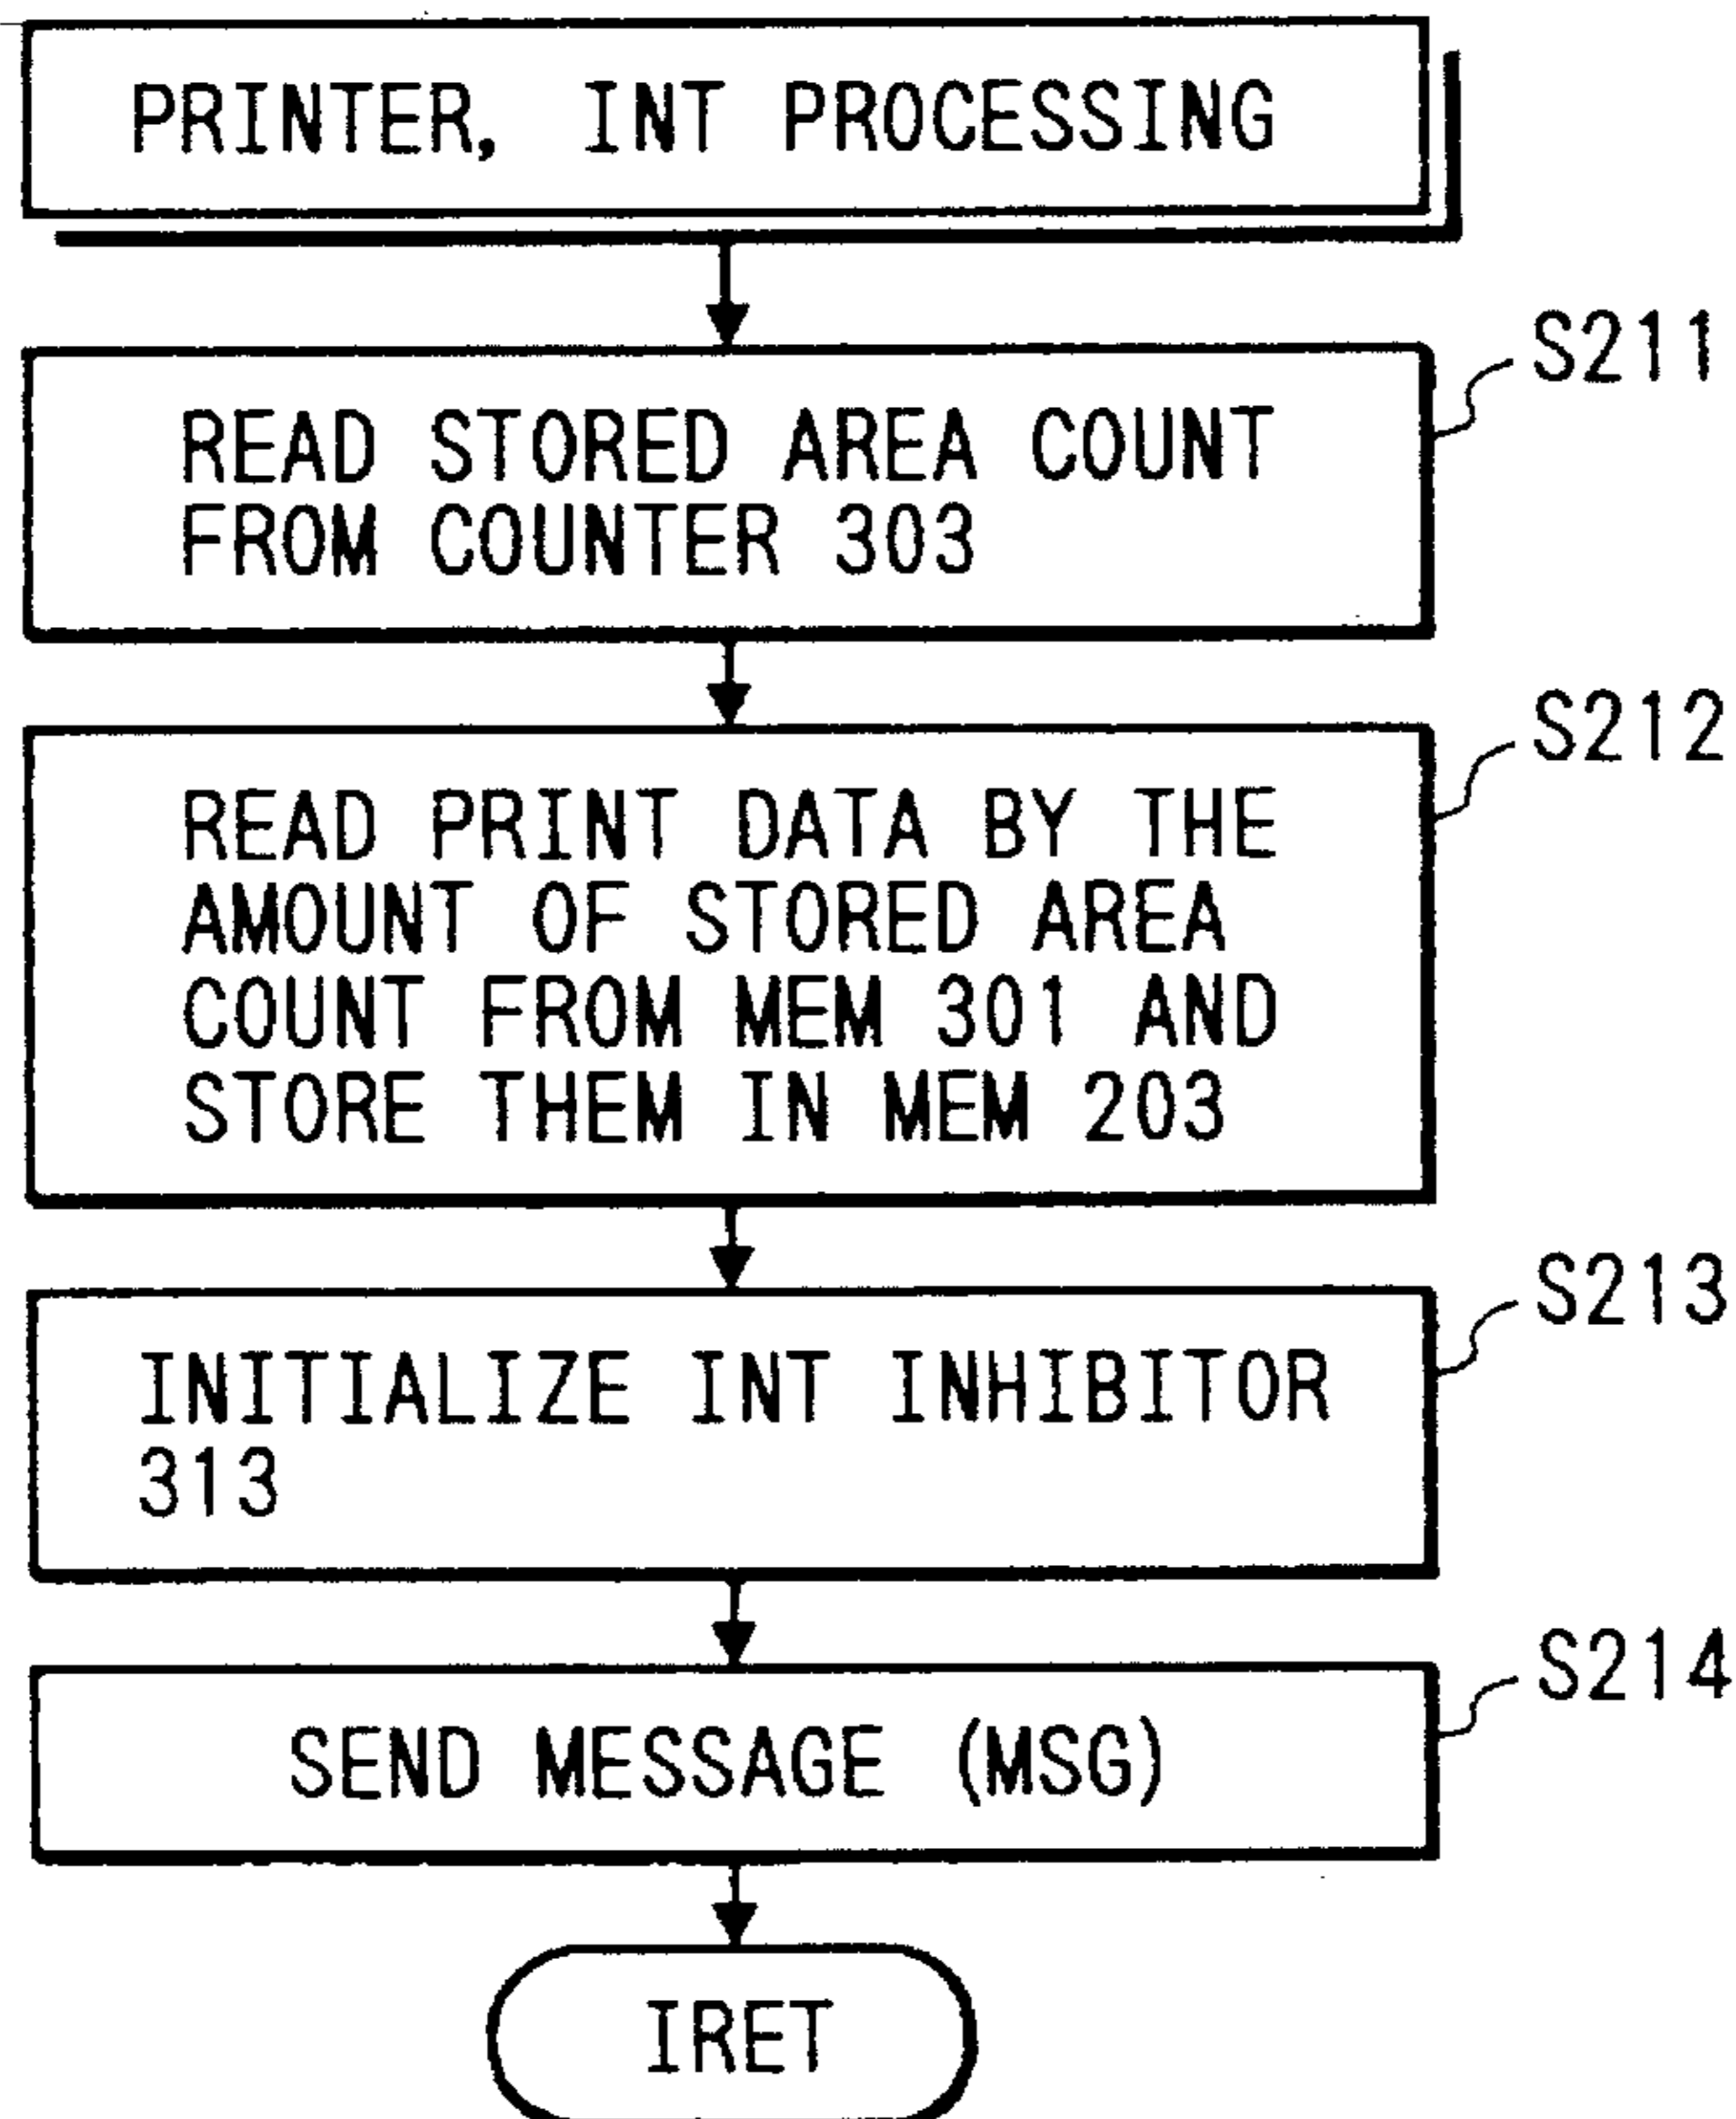 PRINTER, INT PROCESSING
S211
READ STORED AREA COUNT
FROM COUNTER 303
S212
READ PRINT DATA BY THE
AMOUNT OF STORED AREA
COUNT FROM MEM 301 AND
STORE THEM IN MEM 203
S213
INITIALIZE INT INHIBITOR
313
S214
SEND MESSAGE (MSG)
IRET